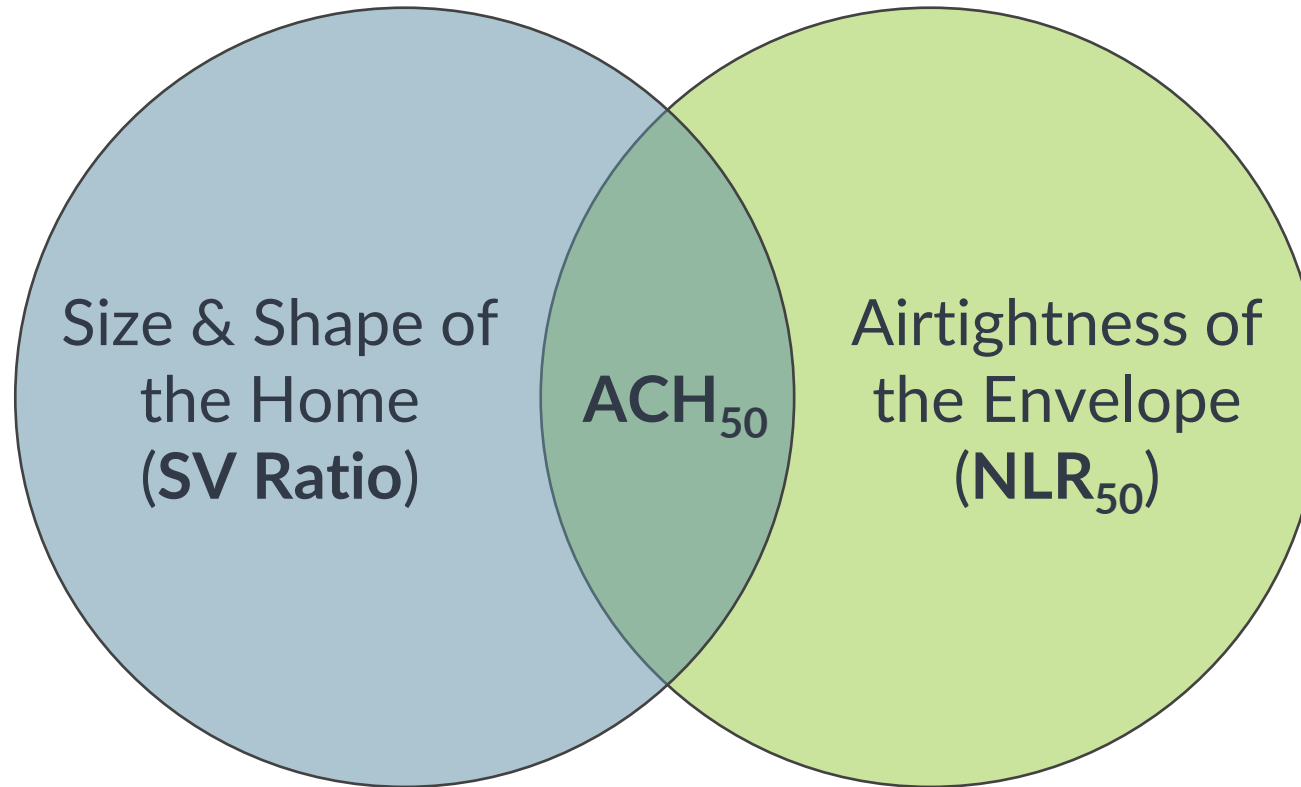 Size & Shape of
the Home
(SV Ratio)
ACH₅₀
Airtightness of
the Envelope
(NLR₅₀)